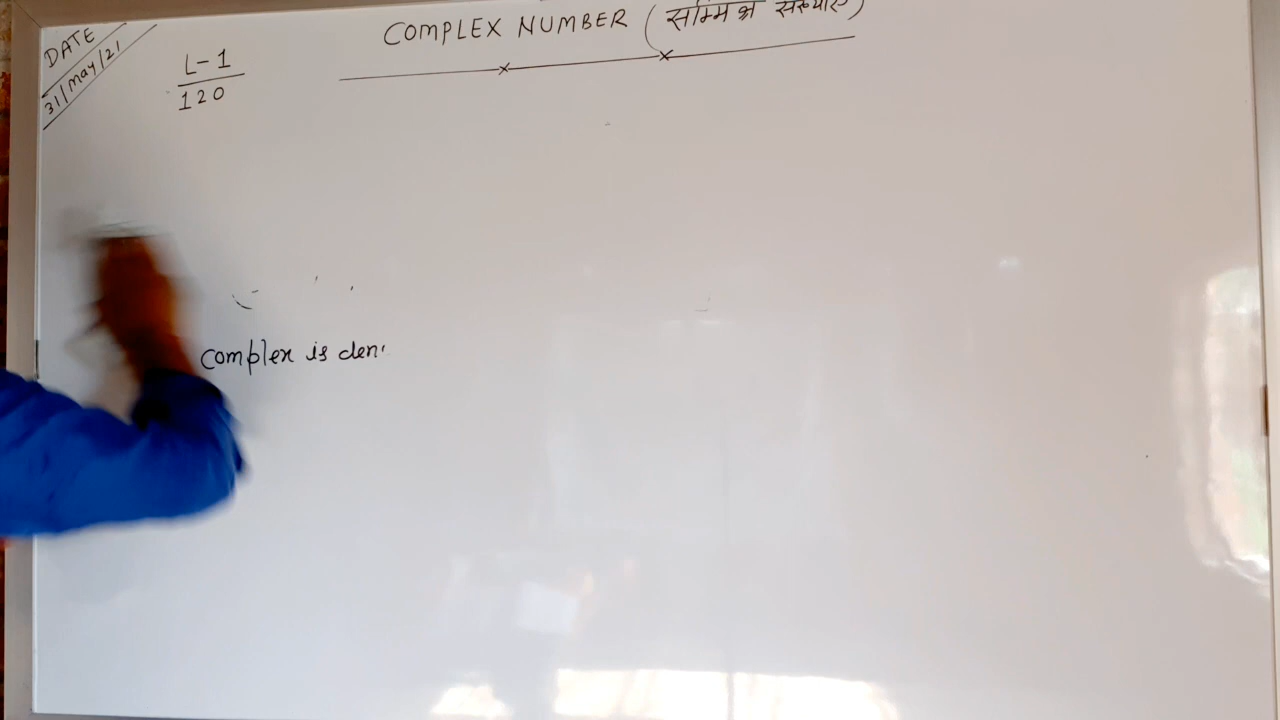 DATE
31/May/21
L-1
120
COMPLEX NUMBER (सम्मिश्र संख्याएं)
complex is den